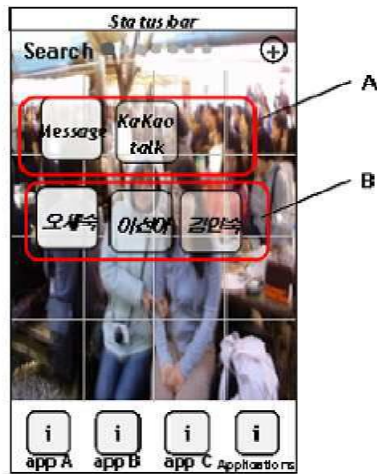 Status bar
Search
A
Message
KaKao
talk
B
오세숙
이선아
김민숙
i
i
i
i
app A
app B
app C
Applications